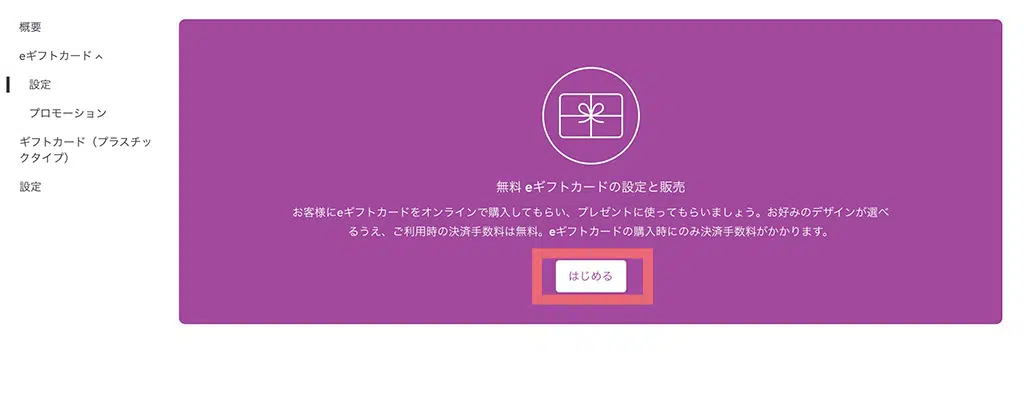 概要
eギフトカード
設定
プロモーション
ギフトカード（プラスチッ
クタイプ）
設定
無料 eギフトカードの設定と販売
お客様にeギフトカードをオンラインで購入してもらい、プレゼントに使ってもらいましょう。お好みのデザインが選べ
るうえ、ご利用時の決済手数料は無料。eギフトカードの購入時にのみ決済手数料がかかります。
はじめる